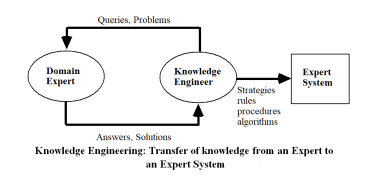 Queries, Problems
Domain
Expert
Knowledge
Engineer
Expert
System
Strategies
rules
procedures
algorithms
Answers, Solutions
Knowledge Engineering: Transfer of knowledge from an Expert to
an Expert System